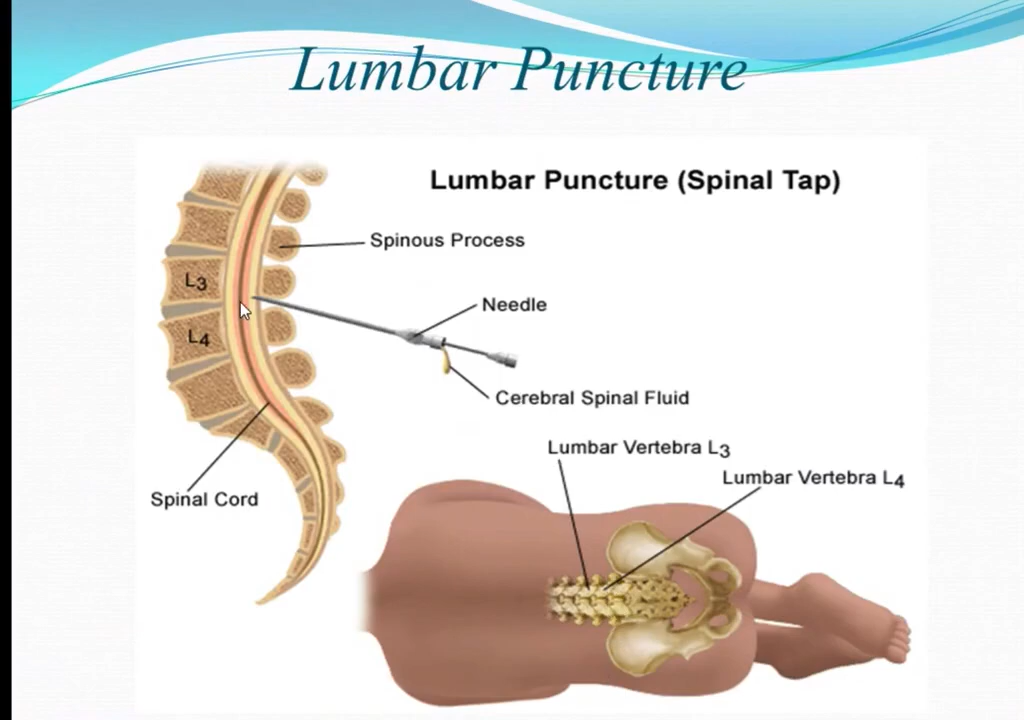 Lumbar Puncture
Lumbar Puncture (Spinal Tap)
Spinous Process
L3
Needle
L4
Cerebral Spinal Fluid
Lumbar Vertebra L3
Lumbar Vertebra L4
Spinal Cord